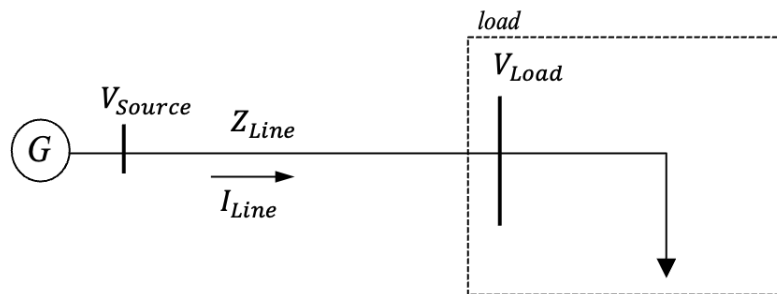 load
V_Load
V_Source
Z_Line
G
I_Line